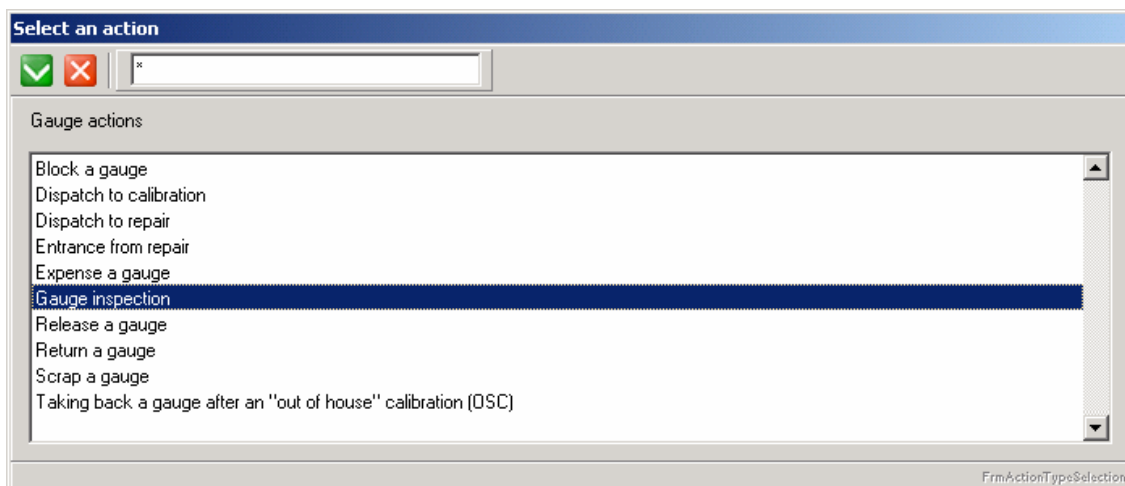 Select an action
*
Gauge actions
Block a gauge
Dispatch to calibration
Dispatch to repair
Entrance from repair
Expense a gauge
Gauge inspection
Release a gauge
Return a gauge
Scrap a gauge
Taking back a gauge after an "out of house" calibration (OSC)
FrmActionTypeSelection